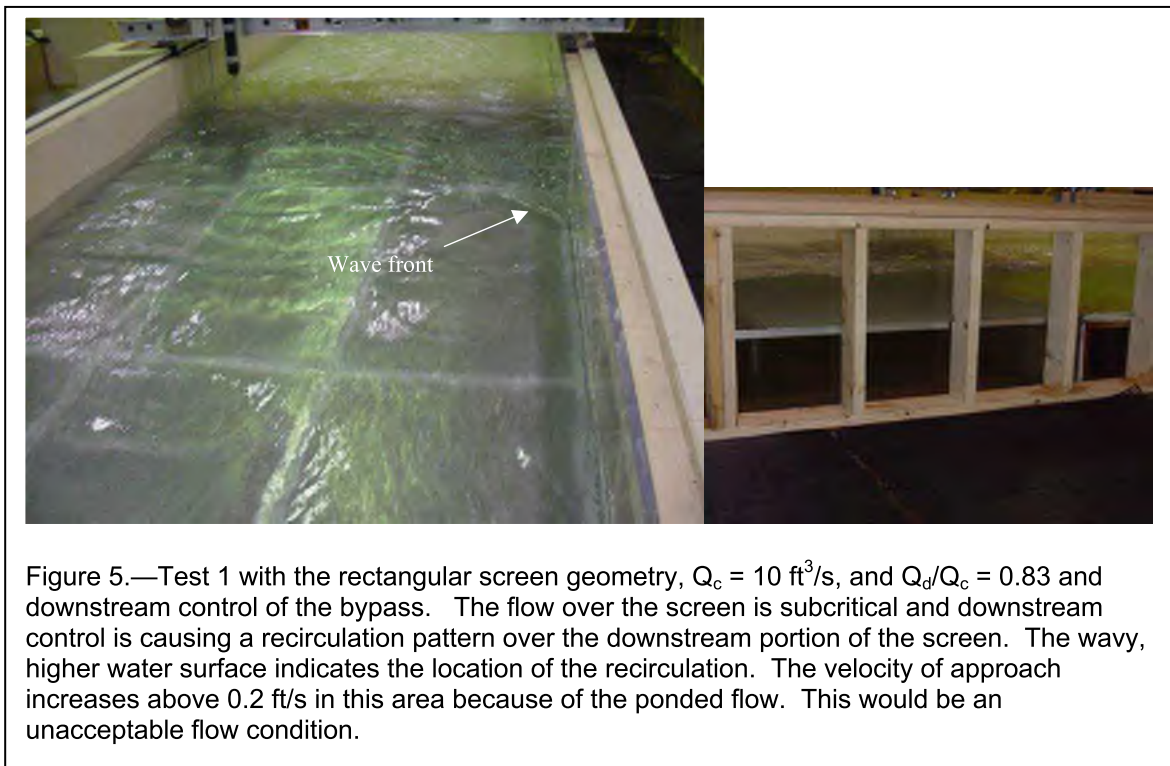 Wave front
Figure 5.—Test 1 with the rectangular screen geometry, Qc = 10 ft³/s, and Qd/Qc = 0.83 and
downstream control of the bypass.   The flow over the screen is subcritical and downstream
control is causing a recirculation pattern over the downstream portion of the screen.  The wavy,
higher water surface indicates the location of the recirculation.  The velocity of approach
increases above 0.2 ft/s in this area because of the ponded flow.  This would be an
unacceptable flow condition.